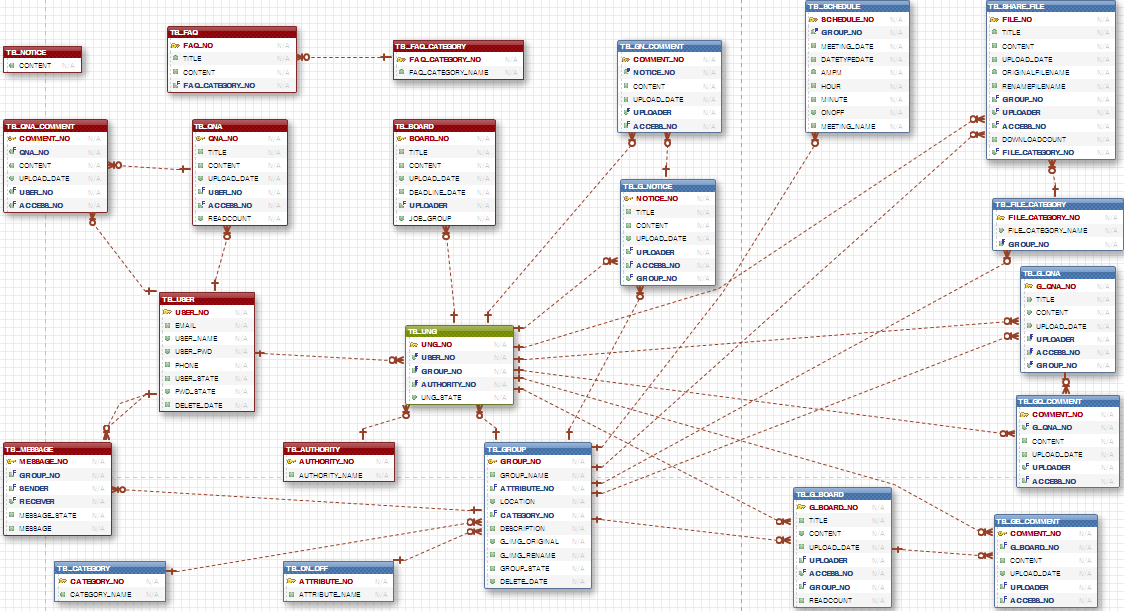 TB_NOTICE
CONTENT N/A
TB_FAQ
FAQ_NO N/A
TITLE N/A
CONTENT N/A
FAQ_CATEGORY_NO N/A
TB_FAQ_CATEGORY
FAQ_CATEGORY_NO N/A
FAQ_CATEGORY_NAME N/A
TB_GN_COMMENT
COMMENT_NO N/A
NOTICE_NO N/A
CONTENT N/A
UPLOAD_DATE N/A
UPLOADER N/A
ACCESS_NO N/A
TB_SCHEDULE
SCHEDULE_NO N/A
GROUP_NO N/A
MEETING_DATE N/A
DATETYPEDATE N/A
AMPM N/A
HOUR N/A
MINUTE N/A
ONOFF N/A
MEETING_NAME N/A
TB_SHARE_FILE
FILE_NO N/A
TITLE N/A
CONTENT N/A
UPLOAD_DATE N/A
ORIGINALFILENAME N/A
RENAMEFILENAME N/A
GROUP_NO N/A
UPLOADER N/A
ACCESS_NO N/A
DOWNLOADCOUNT N/A
FILE_CATEGORY_NO N/A
TB_QNA_COMMENT
COMMENT_NO N/A
QNA_NO N/A
CONTENT N/A
UPLOAD_DATE N/A
USER_NO N/A
ACCESS_NO N/A
TB_QNA
QNA_NO N/A
TITLE N/A
CONTENT N/A
UPLOAD_DATE N/A
USER_NO N/A
ACCESS_NO N/A
READCOUNT N/A
TB_BOARD
BOARD_NO N/A
TITLE N/A
CONTENT N/A
UPLOAD_DATE N/A
DEADLINE_DATE N/A
UPLOADER N/A
JOB_GROUP N/A
TB_G_NOTICE
NOTICE_NO N/A
TITLE N/A
CONTENT N/A
UPLOAD_DATE N/A
UPLOADER N/A
ACCESS_NO N/A
GROUP_NO N/A
TB_FILE_CATEGORY
FILE_CATEGORY_NO N/A
FILE_CATEGORY_NAME N/A
GROUP_NO N/A
TB_G_QNA
G_QNA_NO N/A
TITLE N/A
CONTENT N/A
UPLOAD_DATE N/A
UPLOADER N/A
ACCESS_NO N/A
GROUP_NO N/A
TB_USER
USER_NO N/A
EMAIL N/A
USER_NAME N/A
USER_PWD N/A
PHONE N/A
USER_STATE N/A
PWD_STATE N/A
DELETE_DATE N/A
TB_UNG
UNG_NO N/A
USER_NO N/A
GROUP_NO N/A
AUTHORITY_NO N/A
UNG_STATE N/A
TB_GQ_COMMENT
COMMENT_NO N/A
G_QNA_NO N/A
CONTENT N/A
UPLOAD_DATE N/A
UPLOADER N/A
ACCESS_NO N/A
TB_MESSAGE
MESSAGE_NO N/A
GROUP_NO N/A
SENDER N/A
RECEIVER N/A
MESSAGE_STATE N/A
MESSAGE N/A
TB_AUTHORITY
AUTHORITY_NO N/A
AUTHORITY_NAME N/A
TB_GROUP
GROUP_NO N/A
GROUP_NAME N/A
ATTRIBUTE_NO N/A
LOCATION N/A
CATEGORY_NO N/A
DESCRIPTION N/A
G_IMG_ORIGINAL N/A
G_IMG_RENAME N/A
GROUP_STATE N/A
DELETE_DATE N/A
TB_G_BOARD
G_BOARD_NO N/A
TITLE N/A
CONTENT N/A
UPLOAD_DATE N/A
UPLOADER N/A
ACCESS_NO N/A
GROUP_NO N/A
READCOUNT N/A
TB_GB_COMMENT
COMMENT_NO N/A
G_BOARD_NO N/A
CONTENT N/A
UPLOAD_DATE N/A
UPLOADER N/A
ACCESS_NO N/A
TB_CATEGORY
CATEGORY_NO N/A
CATEGORY_NAME N/A
TB_ON_OFF
ATTRIBUTE_NO N/A
ATTRIBUTE_NAME N/A